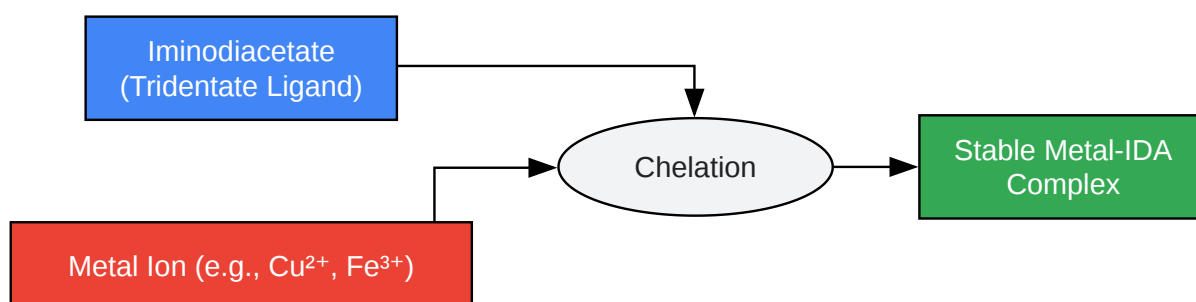 Iminodiacetate
(Tridentate Ligand)
Chelation
Stable Metal-IDA
Complex
Metal Ion (e.g., Cu²⁺, Fe³⁺)